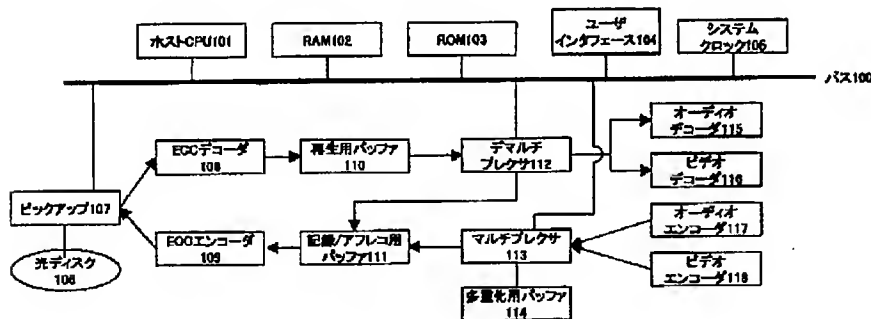 ホストCPU101
RAM102
ROM103
ユーザ
インタフェース104
システム
クロック105
バス100
ECCデコーダ
108
再生用バッファ
110
デマルチ
プレクサ112
オーディオ
デコーダ115
ビデオ
デコーダ116
ピックアップ107
ECCエンコーダ
109
記録/アフレコ用
バッファ111
マルチプレクサ
113
オーディオ
エンコーダ117
ビデオ
エンコーダ118
光ディスク
106
多重化用バッファ
114